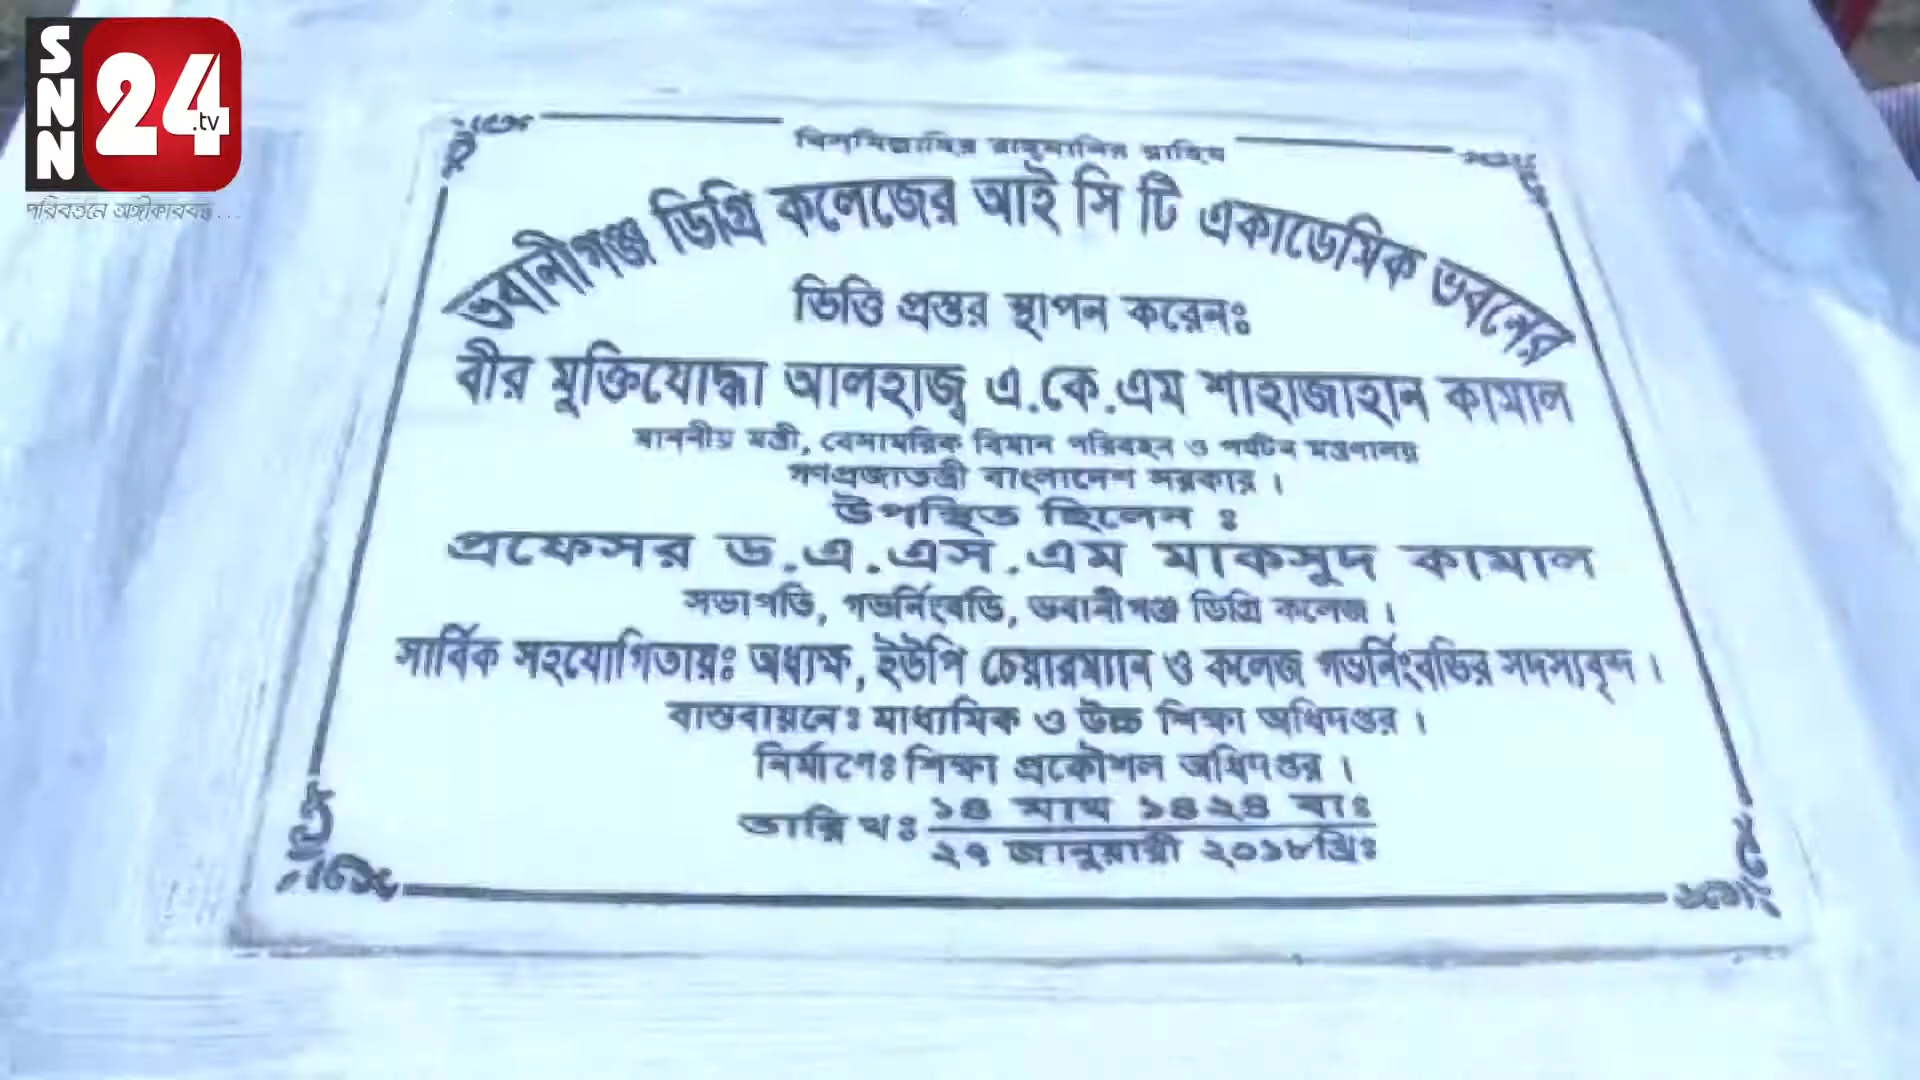 SNN
24
.tv
পরিবর্তনে অঙ্গীকারবদ্ধ ...
বিসমিল্লাহির রাহমানির রাহিম
ভবানীগঞ্জ ডিগ্রি কলেজের আই সি টি একাডেমিক ভবনের
ভিত্তি প্রস্তর স্থাপন করেনঃ
বীর মুক্তিযোদ্ধা আলহাজ্ব এ.কে.এম শাহাজাহান কামাল
মাননীয় মন্ত্রী, বেসামরিক বিমান পরিবহন ও পর্যটন মন্ত্রণালয়
গণপ্রজাতন্ত্রী বাংলাদেশ সরকার ।
উপস্থিত ছিলেন ঃ
প্রফেসর ড.এ.এস.এম মাকসুদ কামাল
সভাপতি, গভর্নিংবডি, ভবানীগঞ্জ ডিগ্রি কলেজ ।
সার্বিক সহযোগিতায়ঃ অধ্যক্ষ, ইউপি চেয়ারম্যান ও কলেজ গভর্নিংবডির সদস্যবৃন্দ ।
বাস্তবায়নেঃ মাধ্যমিক ও উচ্চ শিক্ষা অধিদপ্তর ।
নির্মাণেঃ শিক্ষা প্রকৌশল অধিদপ্তর ।
তারিখঃ ১৪ মাঘ ১৪২৪ বাঃ
২৭ জানুয়ারী ২০১৮খ্রিঃ